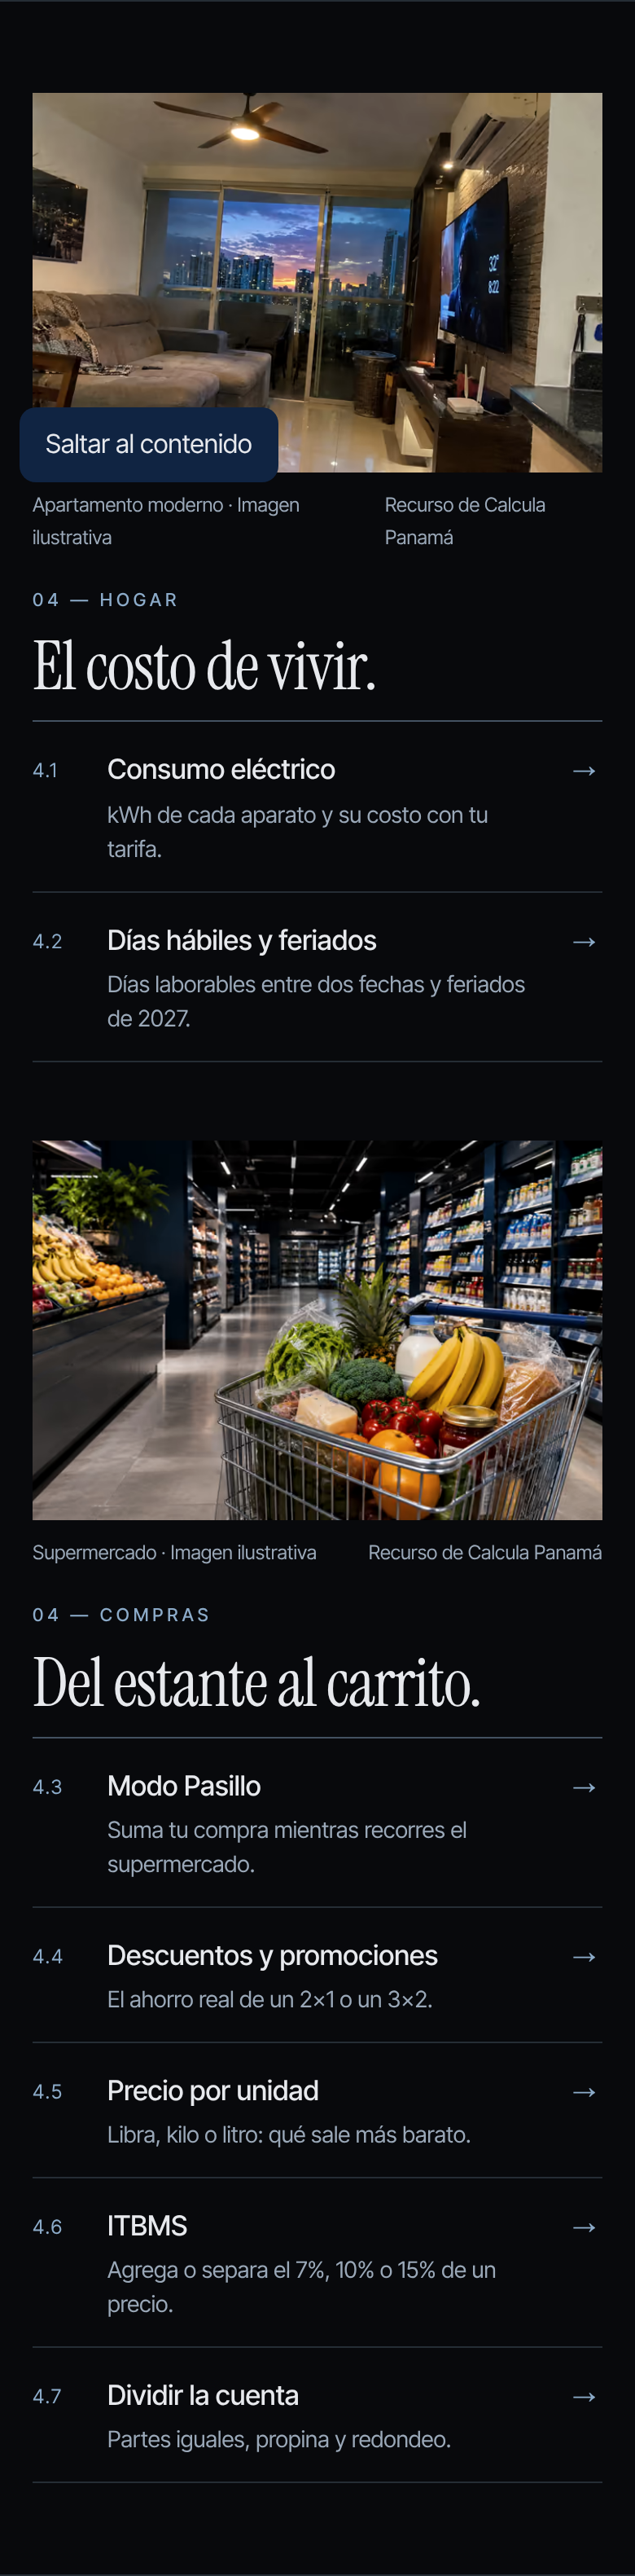 32°
8:22
Saltar al contenido
Apartamento moderno · Imagen
ilustrativa
Recurso de Calcula
Panamá
04 — HOGAR
El costo de vivir.
4.1
Consumo eléctrico
→
kWh de cada aparato y su costo con tu
tarifa.
4.2
Días hábiles y feriados
→
Días laborables entre dos fechas y feriados
de 2027.
Supermercado · Imagen ilustrativa
Recurso de Calcula Panamá
04 — COMPRAS
Del estante al carrito.
4.3
Modo Pasillo
→
Suma tu compra mientras recorres el
supermercado.
4.4
Descuentos y promociones
→
El ahorro real de un 2×1 o un 3×2.
4.5
Precio por unidad
→
Libra, kilo o litro: qué sale más barato.
4.6
ITBMS
→
Agrega o separa el 7%, 10% o 15% de un
precio.
4.7
Dividir la cuenta
→
Partes iguales, propina y redondeo.